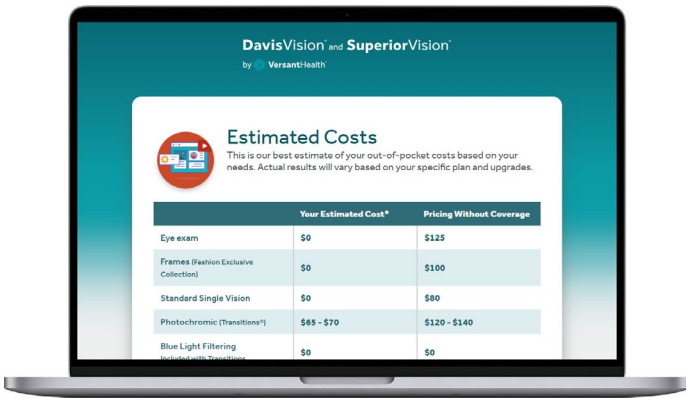 DavisVision and SuperiorVision
by VersantHealth
Estimated Costs
This is our best estimate of your out-of-pocket costs based on your
needs. Actual results will vary based on your specific plan and upgrades.
Your Estimated Cost* Pricing Without Coverage
Eye exam $0 $125
Frames (Fashion Exclusive
Collection) $0 $100
Standard Single Vision $0 $80
Photochromic (Transitions®) $65 - $70 $120 - $140
Blue Light Filtering
Included with Transitions $0 $0